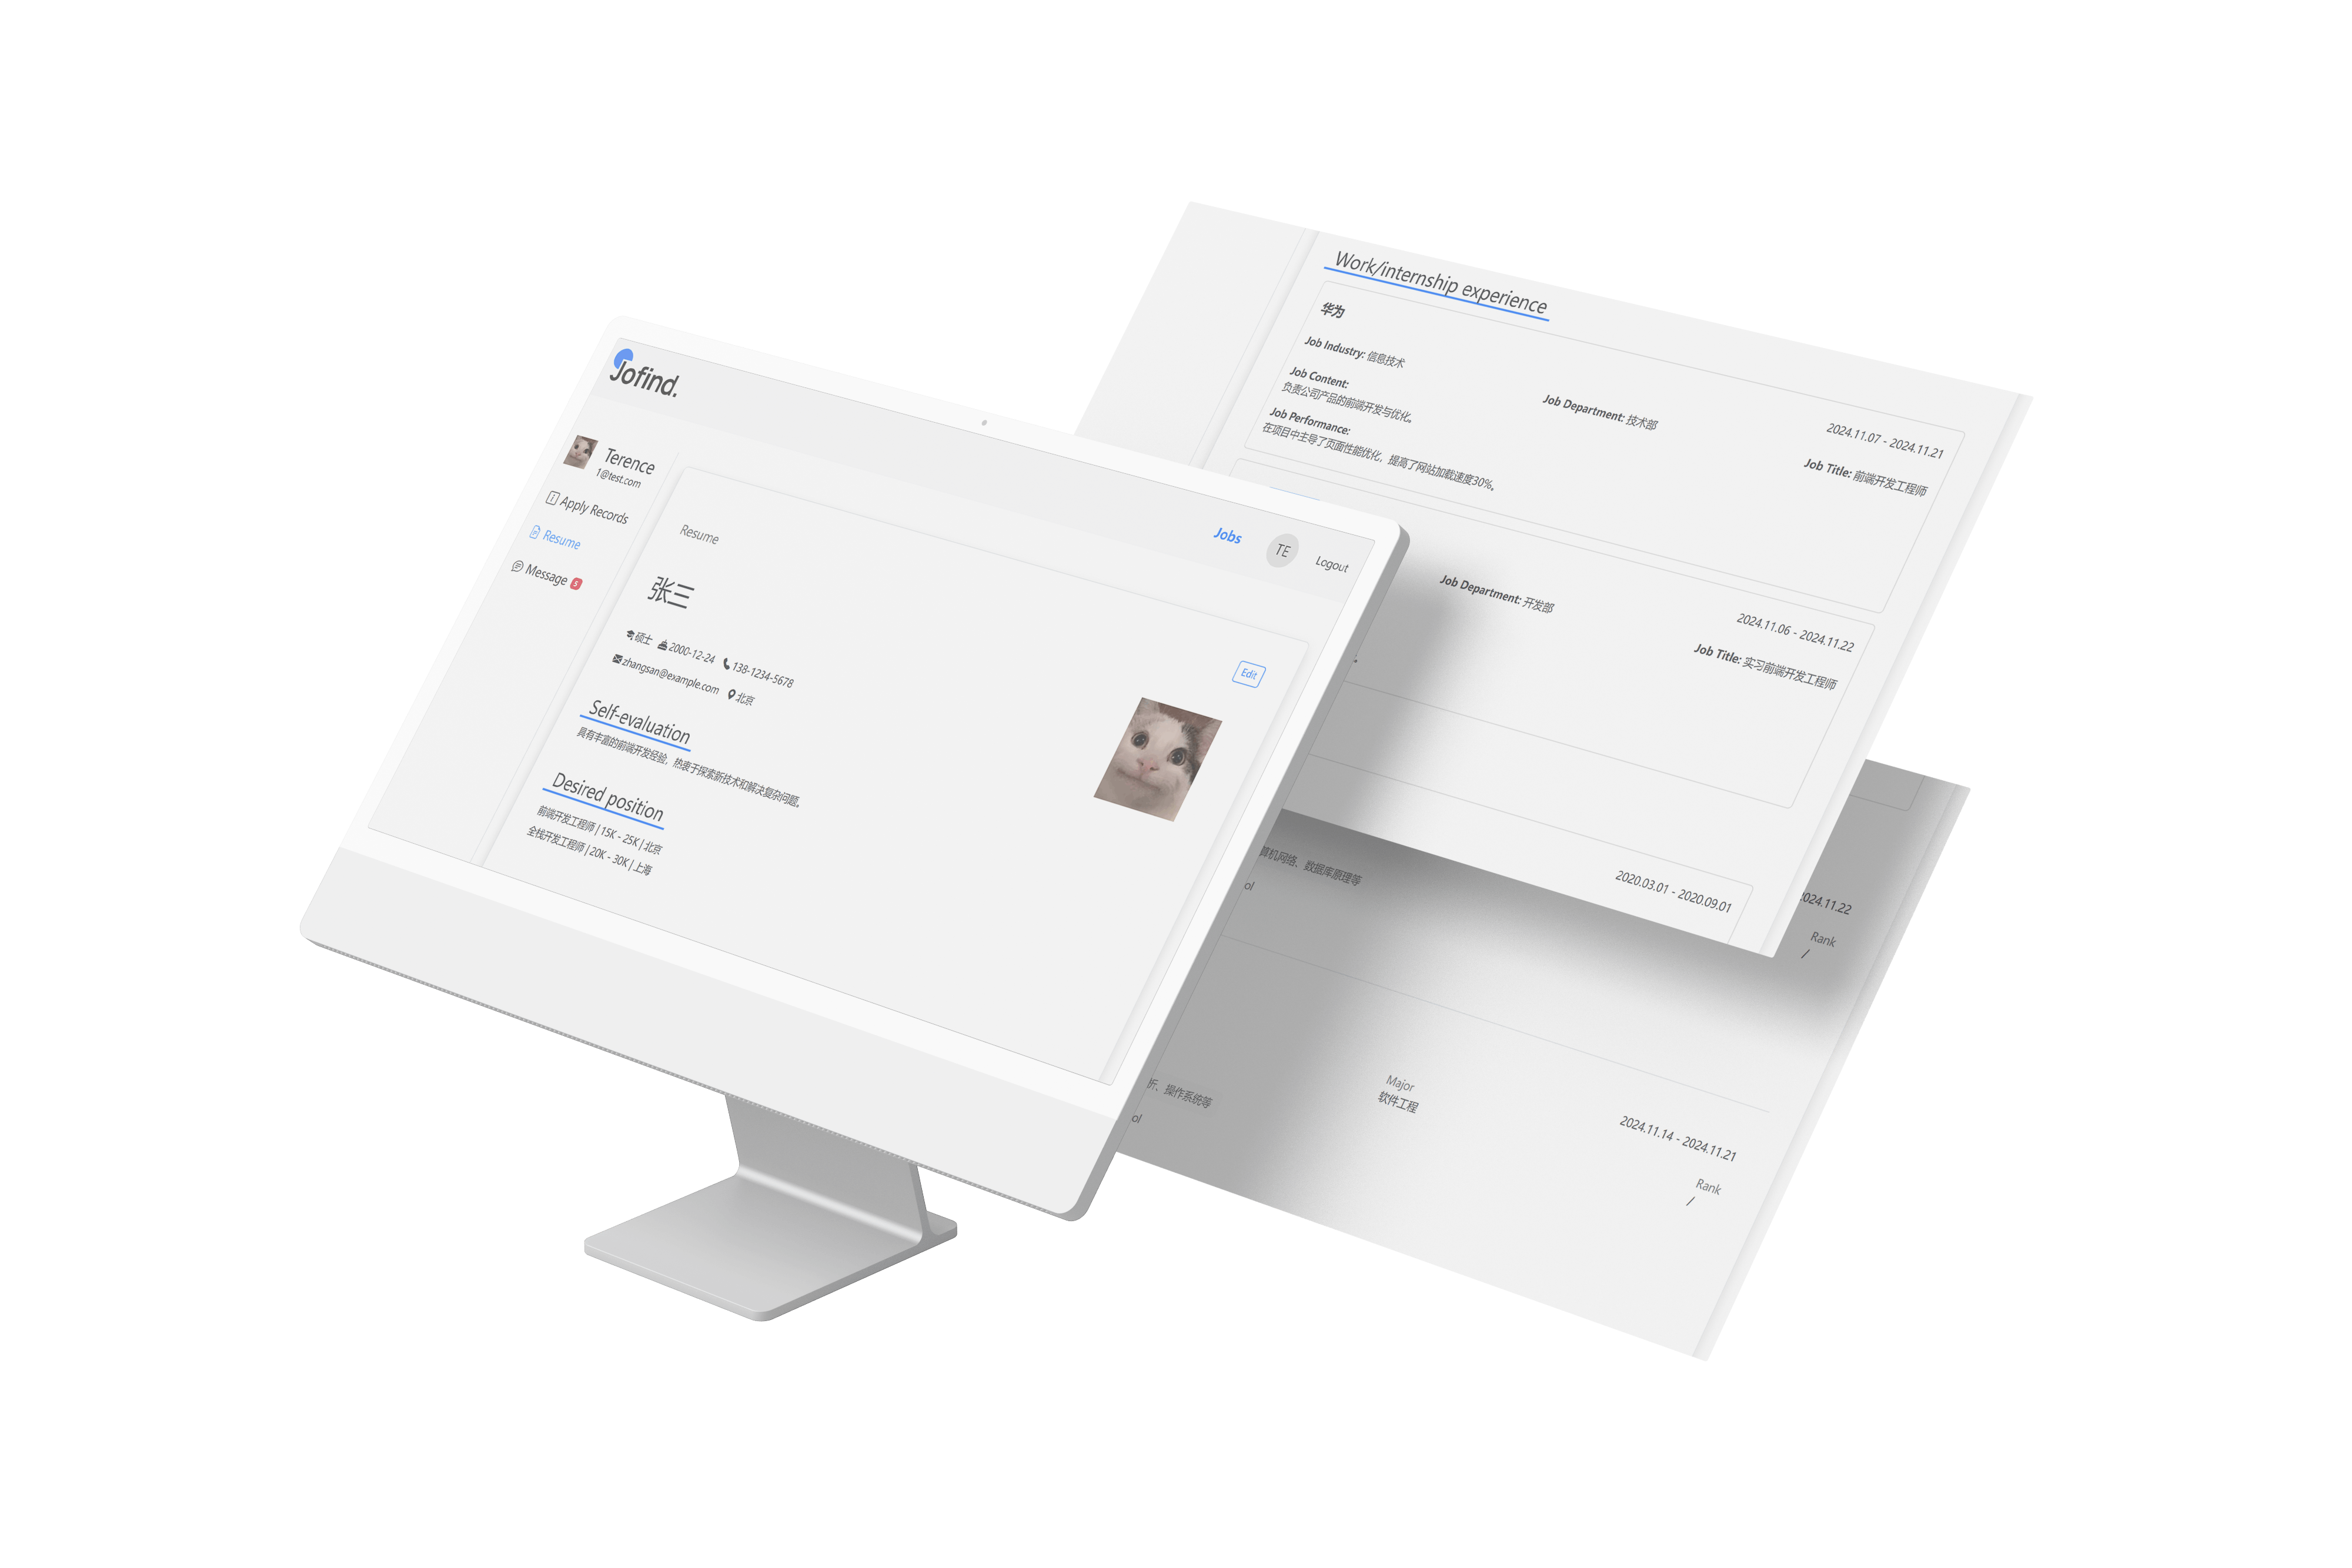 Jofind.
Jobs
TE
Logout
Terence
1@test.com
Apply Records
Resume
Message 5
Resume
张三
Edit
硕士 2000-12-24 138-1234-5678
zhangsan@example.com 北京
Self-evaluation
具有丰富的前端开发经验，热衷于探索新技术和解决复杂问题。
Desired position
前端开发工程师 | 15K - 25K | 北京
全栈开发工程师 | 20K - 30K | 上海
Work/internship experience
华为
2024.11.07 - 2024.11.21
Job Industry: 信息技术
Job Department: 技术部
Job Title: 前端开发工程师
Job Content:
负责公司产品的前端开发与优化。
Job Performance:
在项目中主导了页面性能优化，提高了网站加载速度30%。
2024.11.06 - 2024.11.22
Job Department: 开发部
Job Title: 实习前端开发工程师
2020.03.01 - 2020.09.01
2024.11.22
Rank
/
算机网络、数据库原理等
ol
2024.11.14 - 2024.11.21
Major
软件工程
Rank
/
析、操作系统等
ol